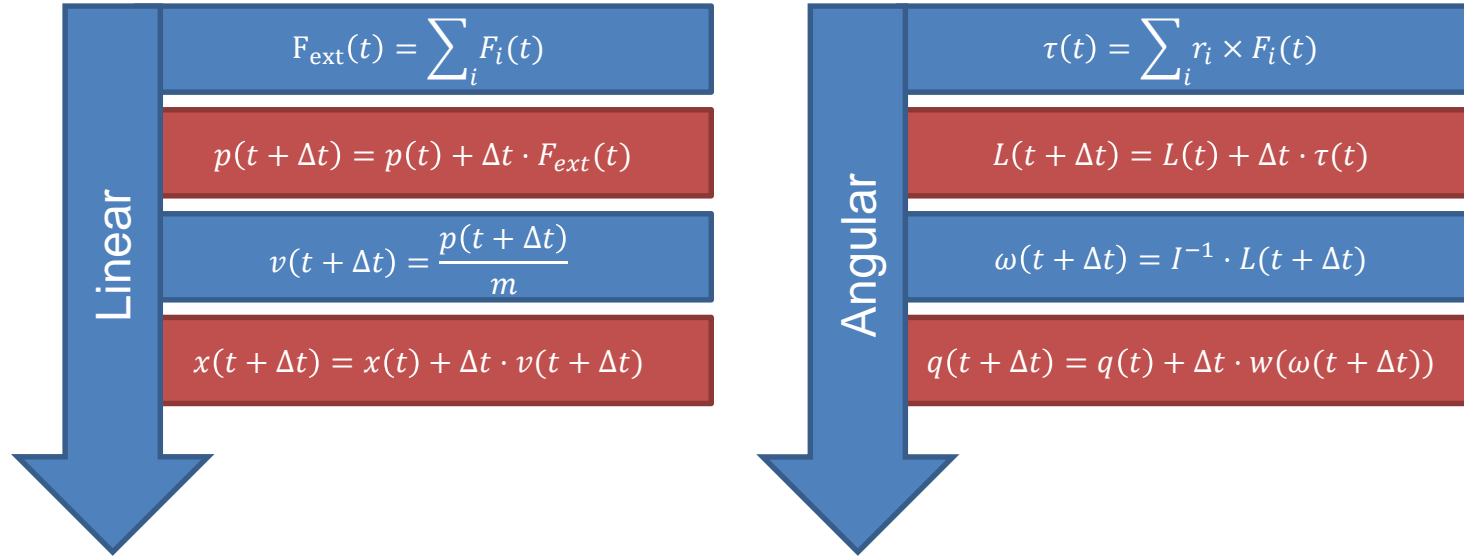 Linear
F_ext(t) = ∑_i F_i(t)
p(t + Δt) = p(t) + Δt · F_ext(t)
v(t + Δt) = p(t + Δt) / m
x(t + Δt) = x(t) + Δt · v(t + Δt)
Angular
τ(t) = ∑_i r_i × F_i(t)
L(t + Δt) = L(t) + Δt · τ(t)
ω(t + Δt) = I⁻¹ · L(t + Δt)
q(t + Δt) = q(t) + Δt · w(ω(t + Δt))